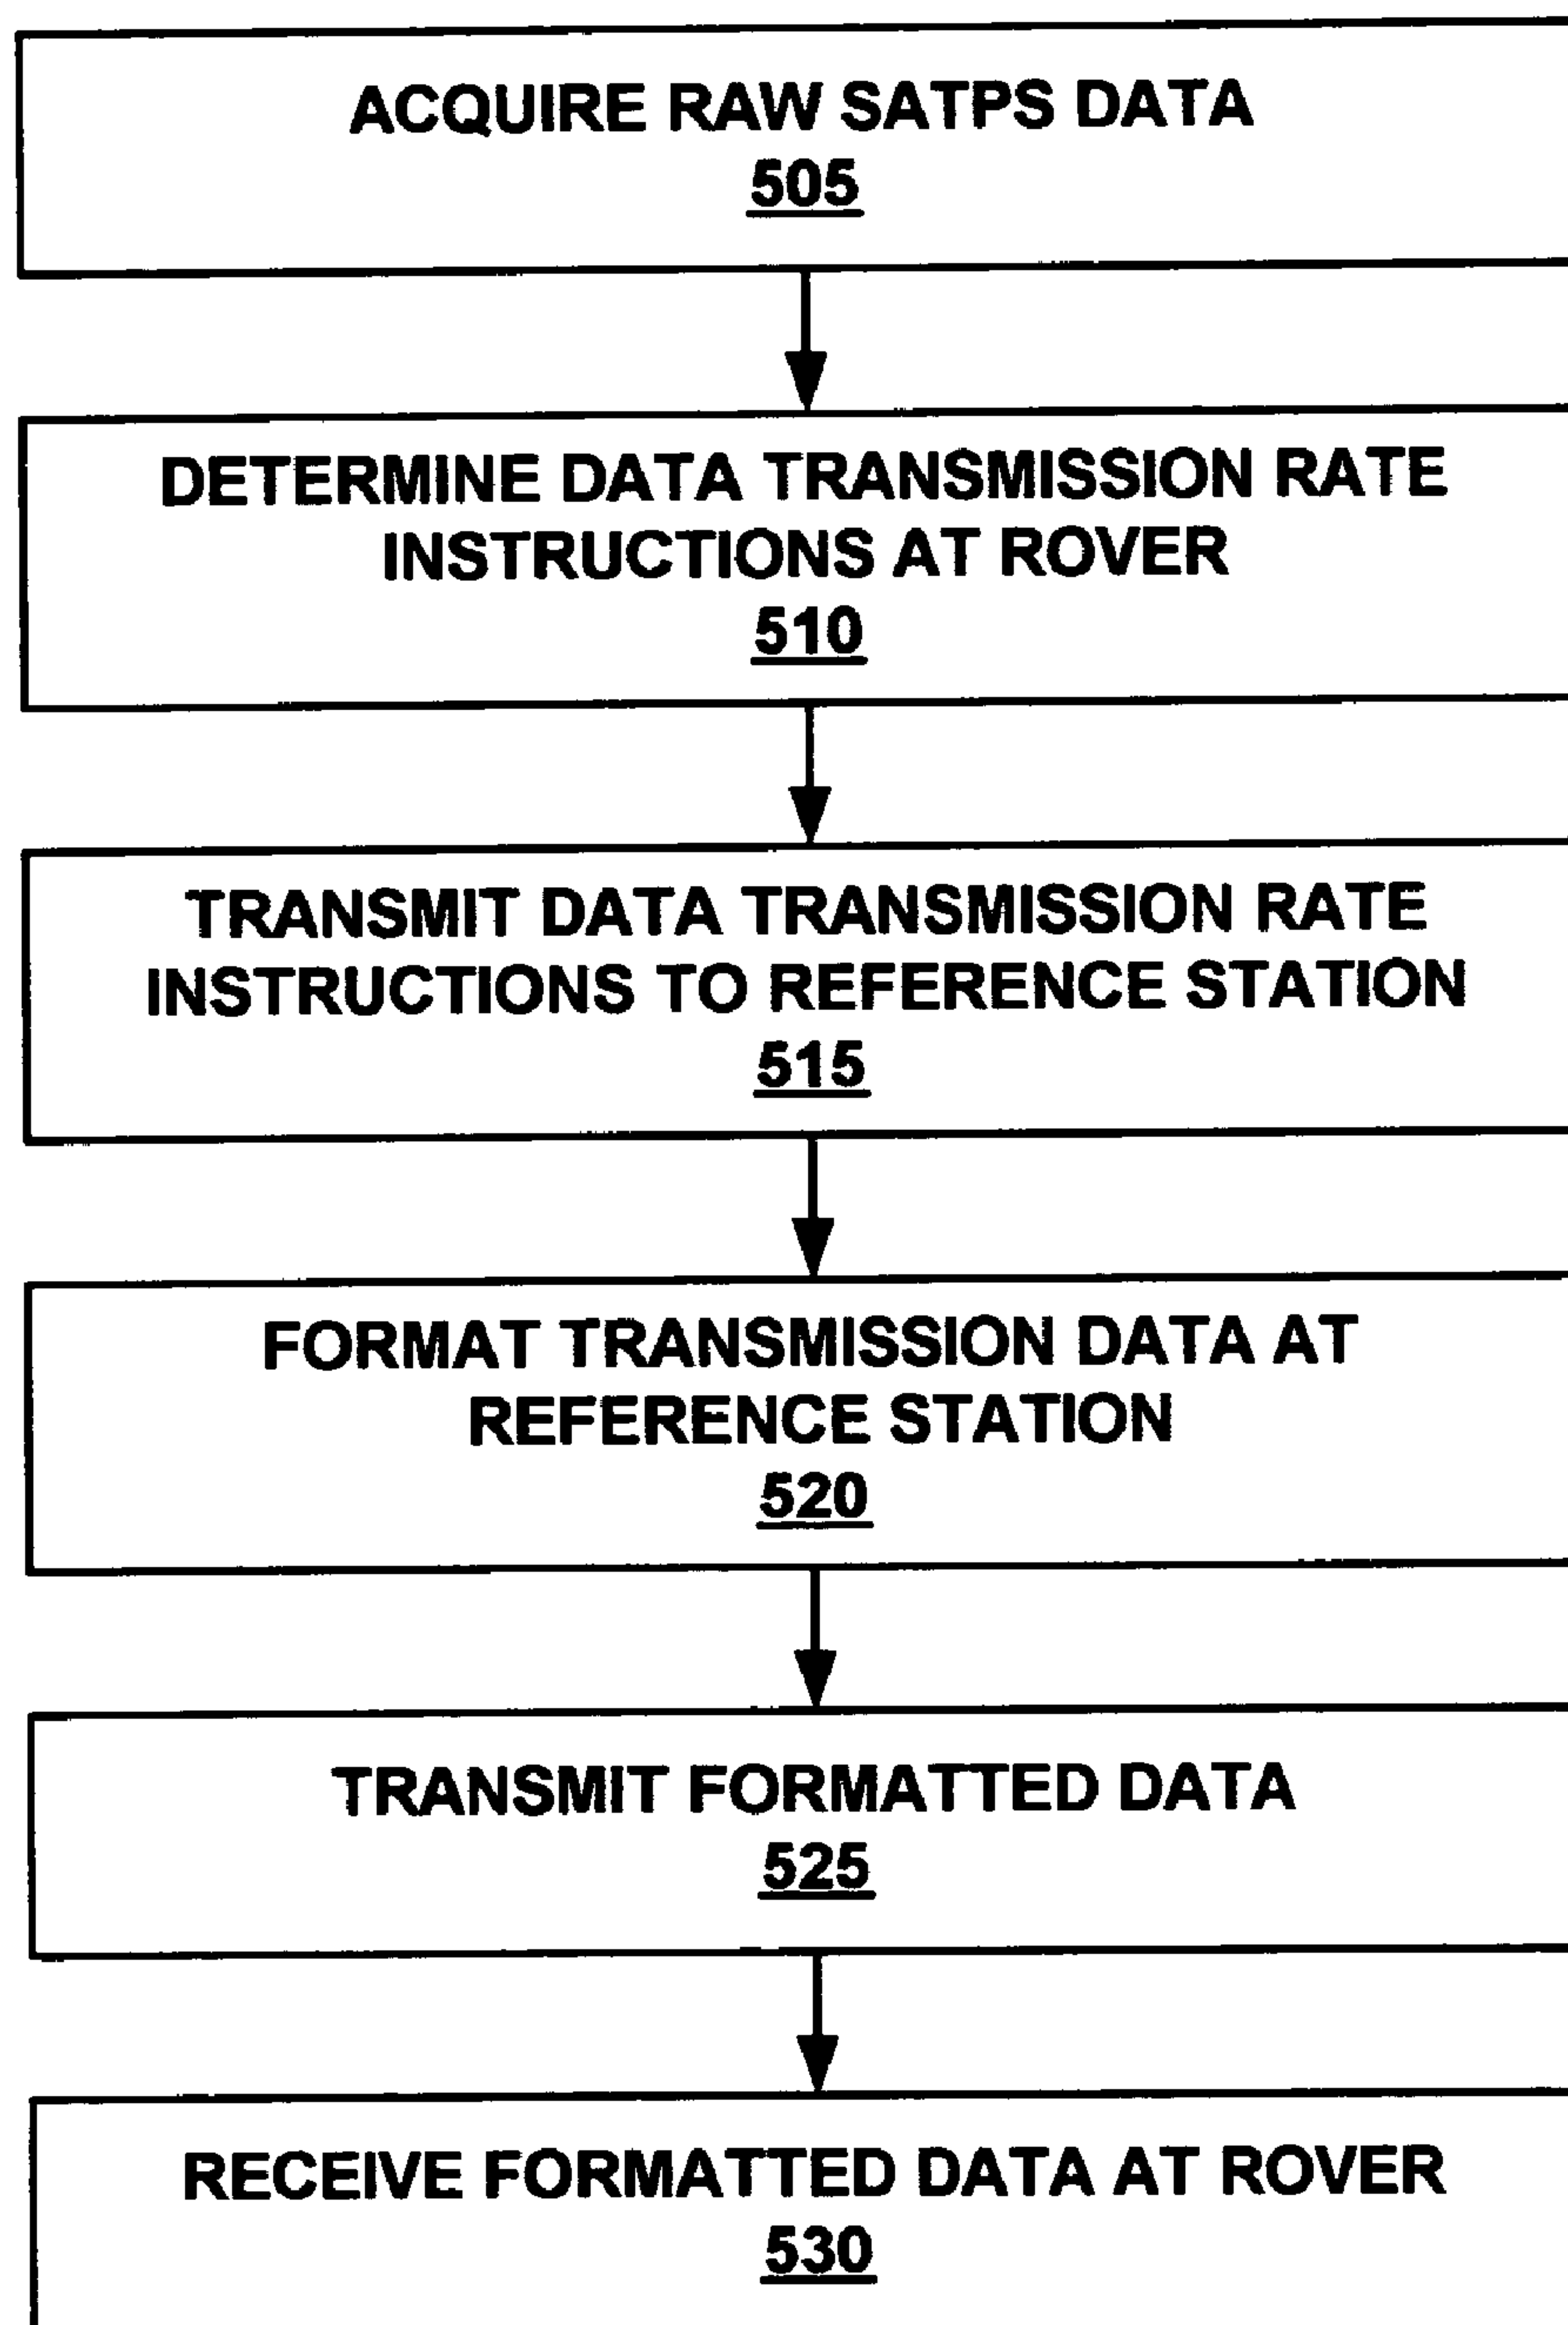 ACQUIRE RAW SATPS DATA
505
DETERMINE DATA TRANSMISSION RATE
INSTRUCTIONS AT ROVER
510
TRANSMIT DATA TRANSMISSION RATE
INSTRUCTIONS TO REFERENCE STATION
515
FORMAT TRANSMISSION DATA AT
REFERENCE STATION
520
TRANSMIT FORMATTED DATA
525
RECEIVE FORMATTED DATA AT ROVER
530